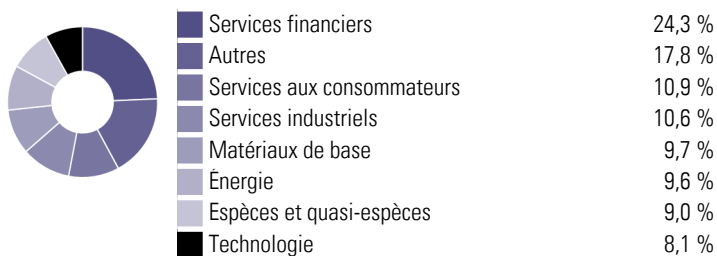 Services financiers 24,3 %
Autres 17,8 %
Services aux consommateurs 10,9 %
Services industriels 10,6 %
Matériaux de base 9,7 %
Énergie 9,6 %
Espèces et quasi-espèces 9,0 %
Technologie 8,1 %